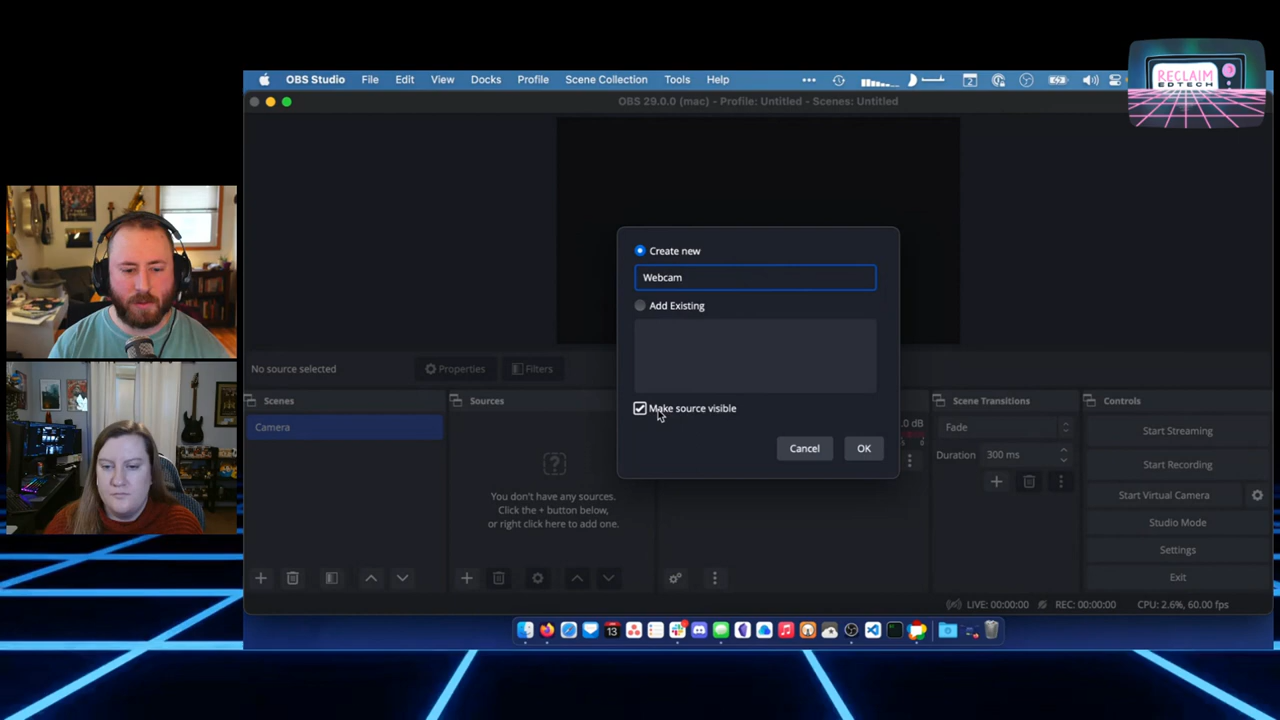 RECLAIM
EDTECH
OBS Studio File Edit View Docks Profile Scene Collection Tools Help
2
OBS 29.0.0 (mac) - Profile: Untitled - Scenes: Untitled
Create new
Webcam
Add Existing
Make source visible
Cancel OK
No source selected Properties Filters
Scenes Sources Scene Transitions Controls
Camera
.0 dB
Fade
Duration 300 ms
You don't have any sources.
Click the + button below,
or right click here to add one.
Start Streaming
Start Recording
Start Virtual Camera
Studio Mode
Settings
Exit
LIVE: 00:00:00 REC: 00:00:00 CPU: 2.6%, 60.00 fps
13